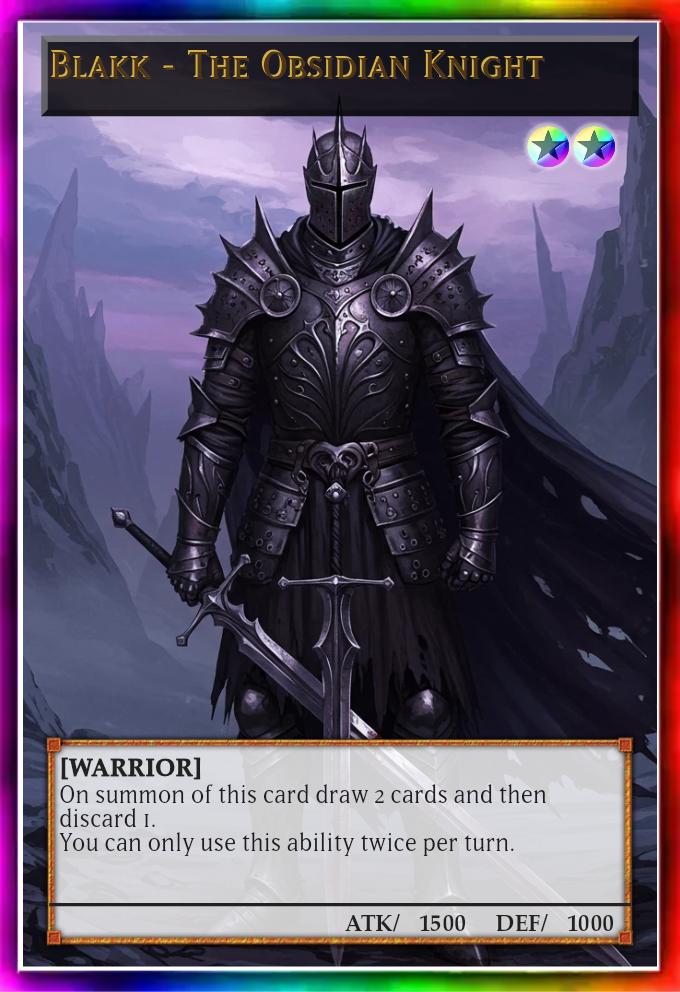 Blakk - The Obsidian Knight
[WARRIOR]
On summon of this card draw 2 cards and then
discard 1.
You can only use this ability twice per turn.
ATK/ 1500 DEF/ 1000